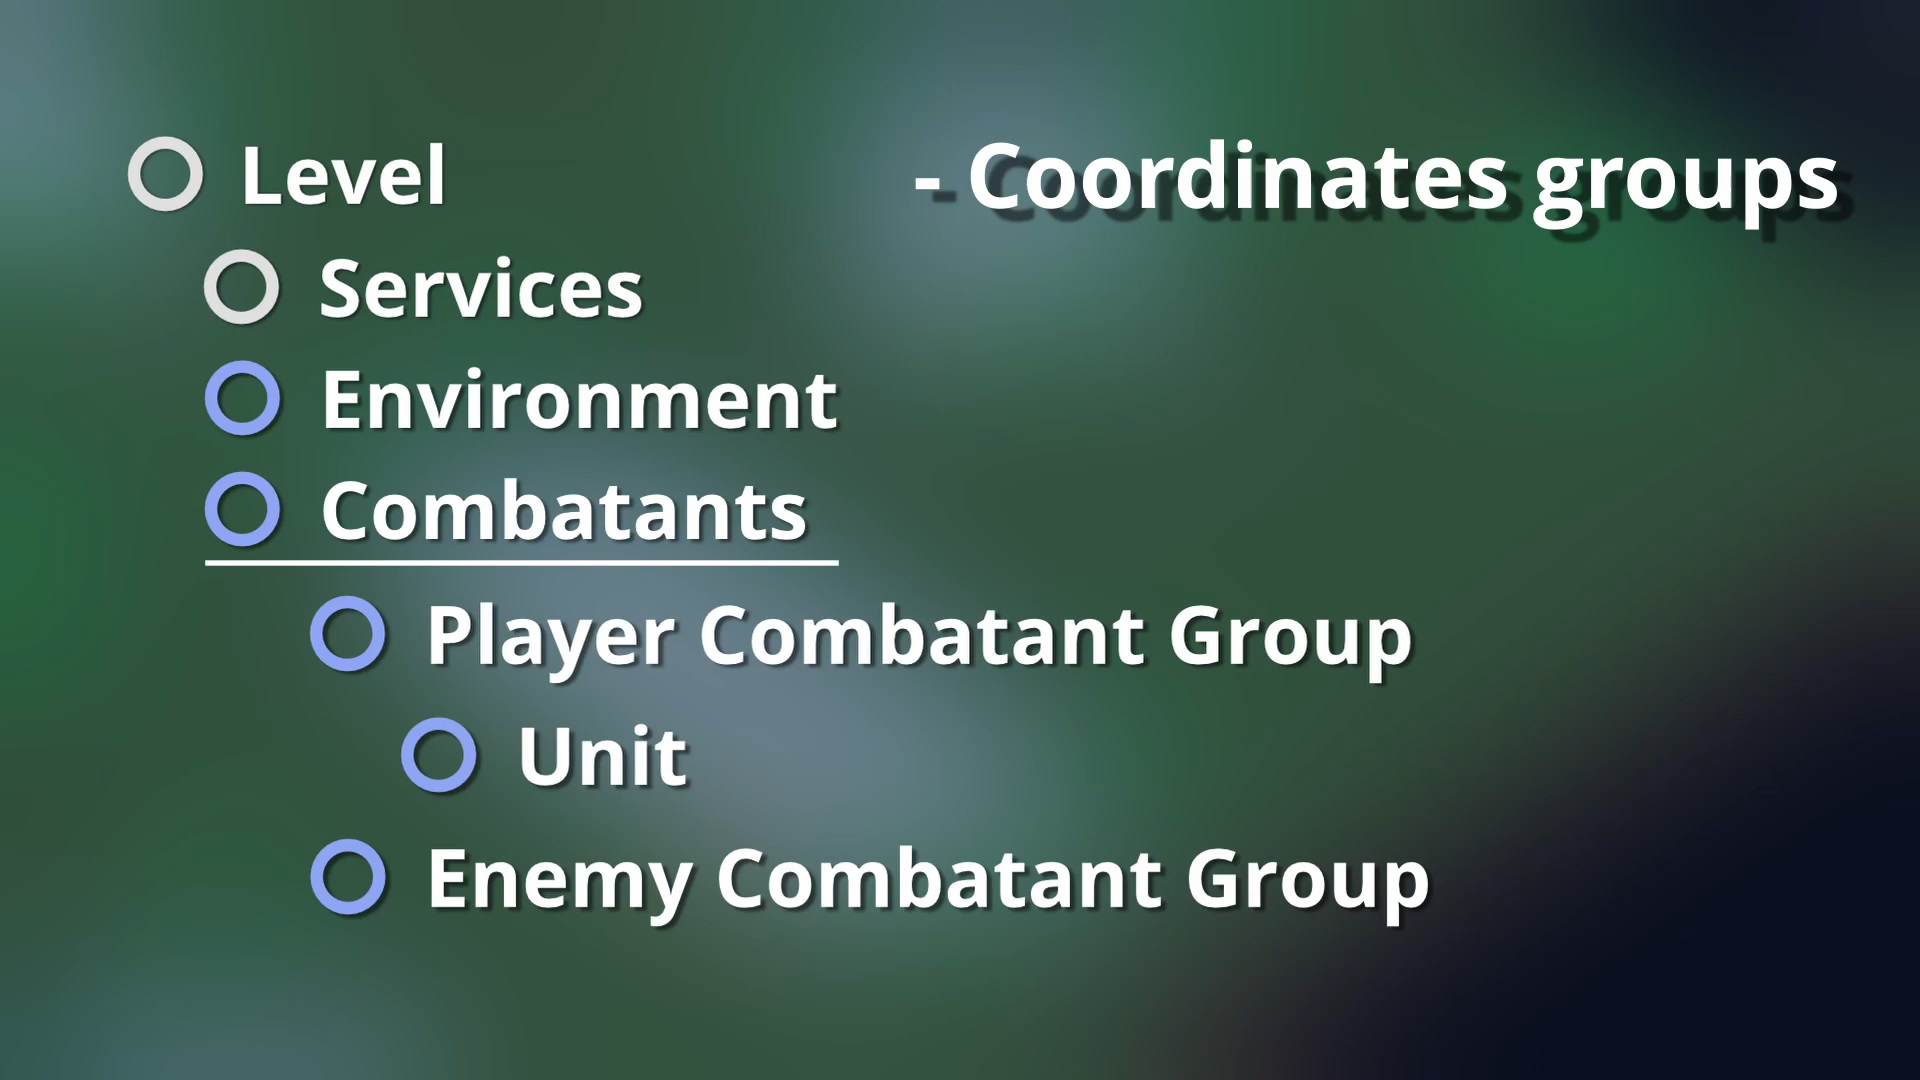 Level
- Coordinates groups
Services
Environment
Combatants
Player Combatant Group
Unit
Enemy Combatant Group